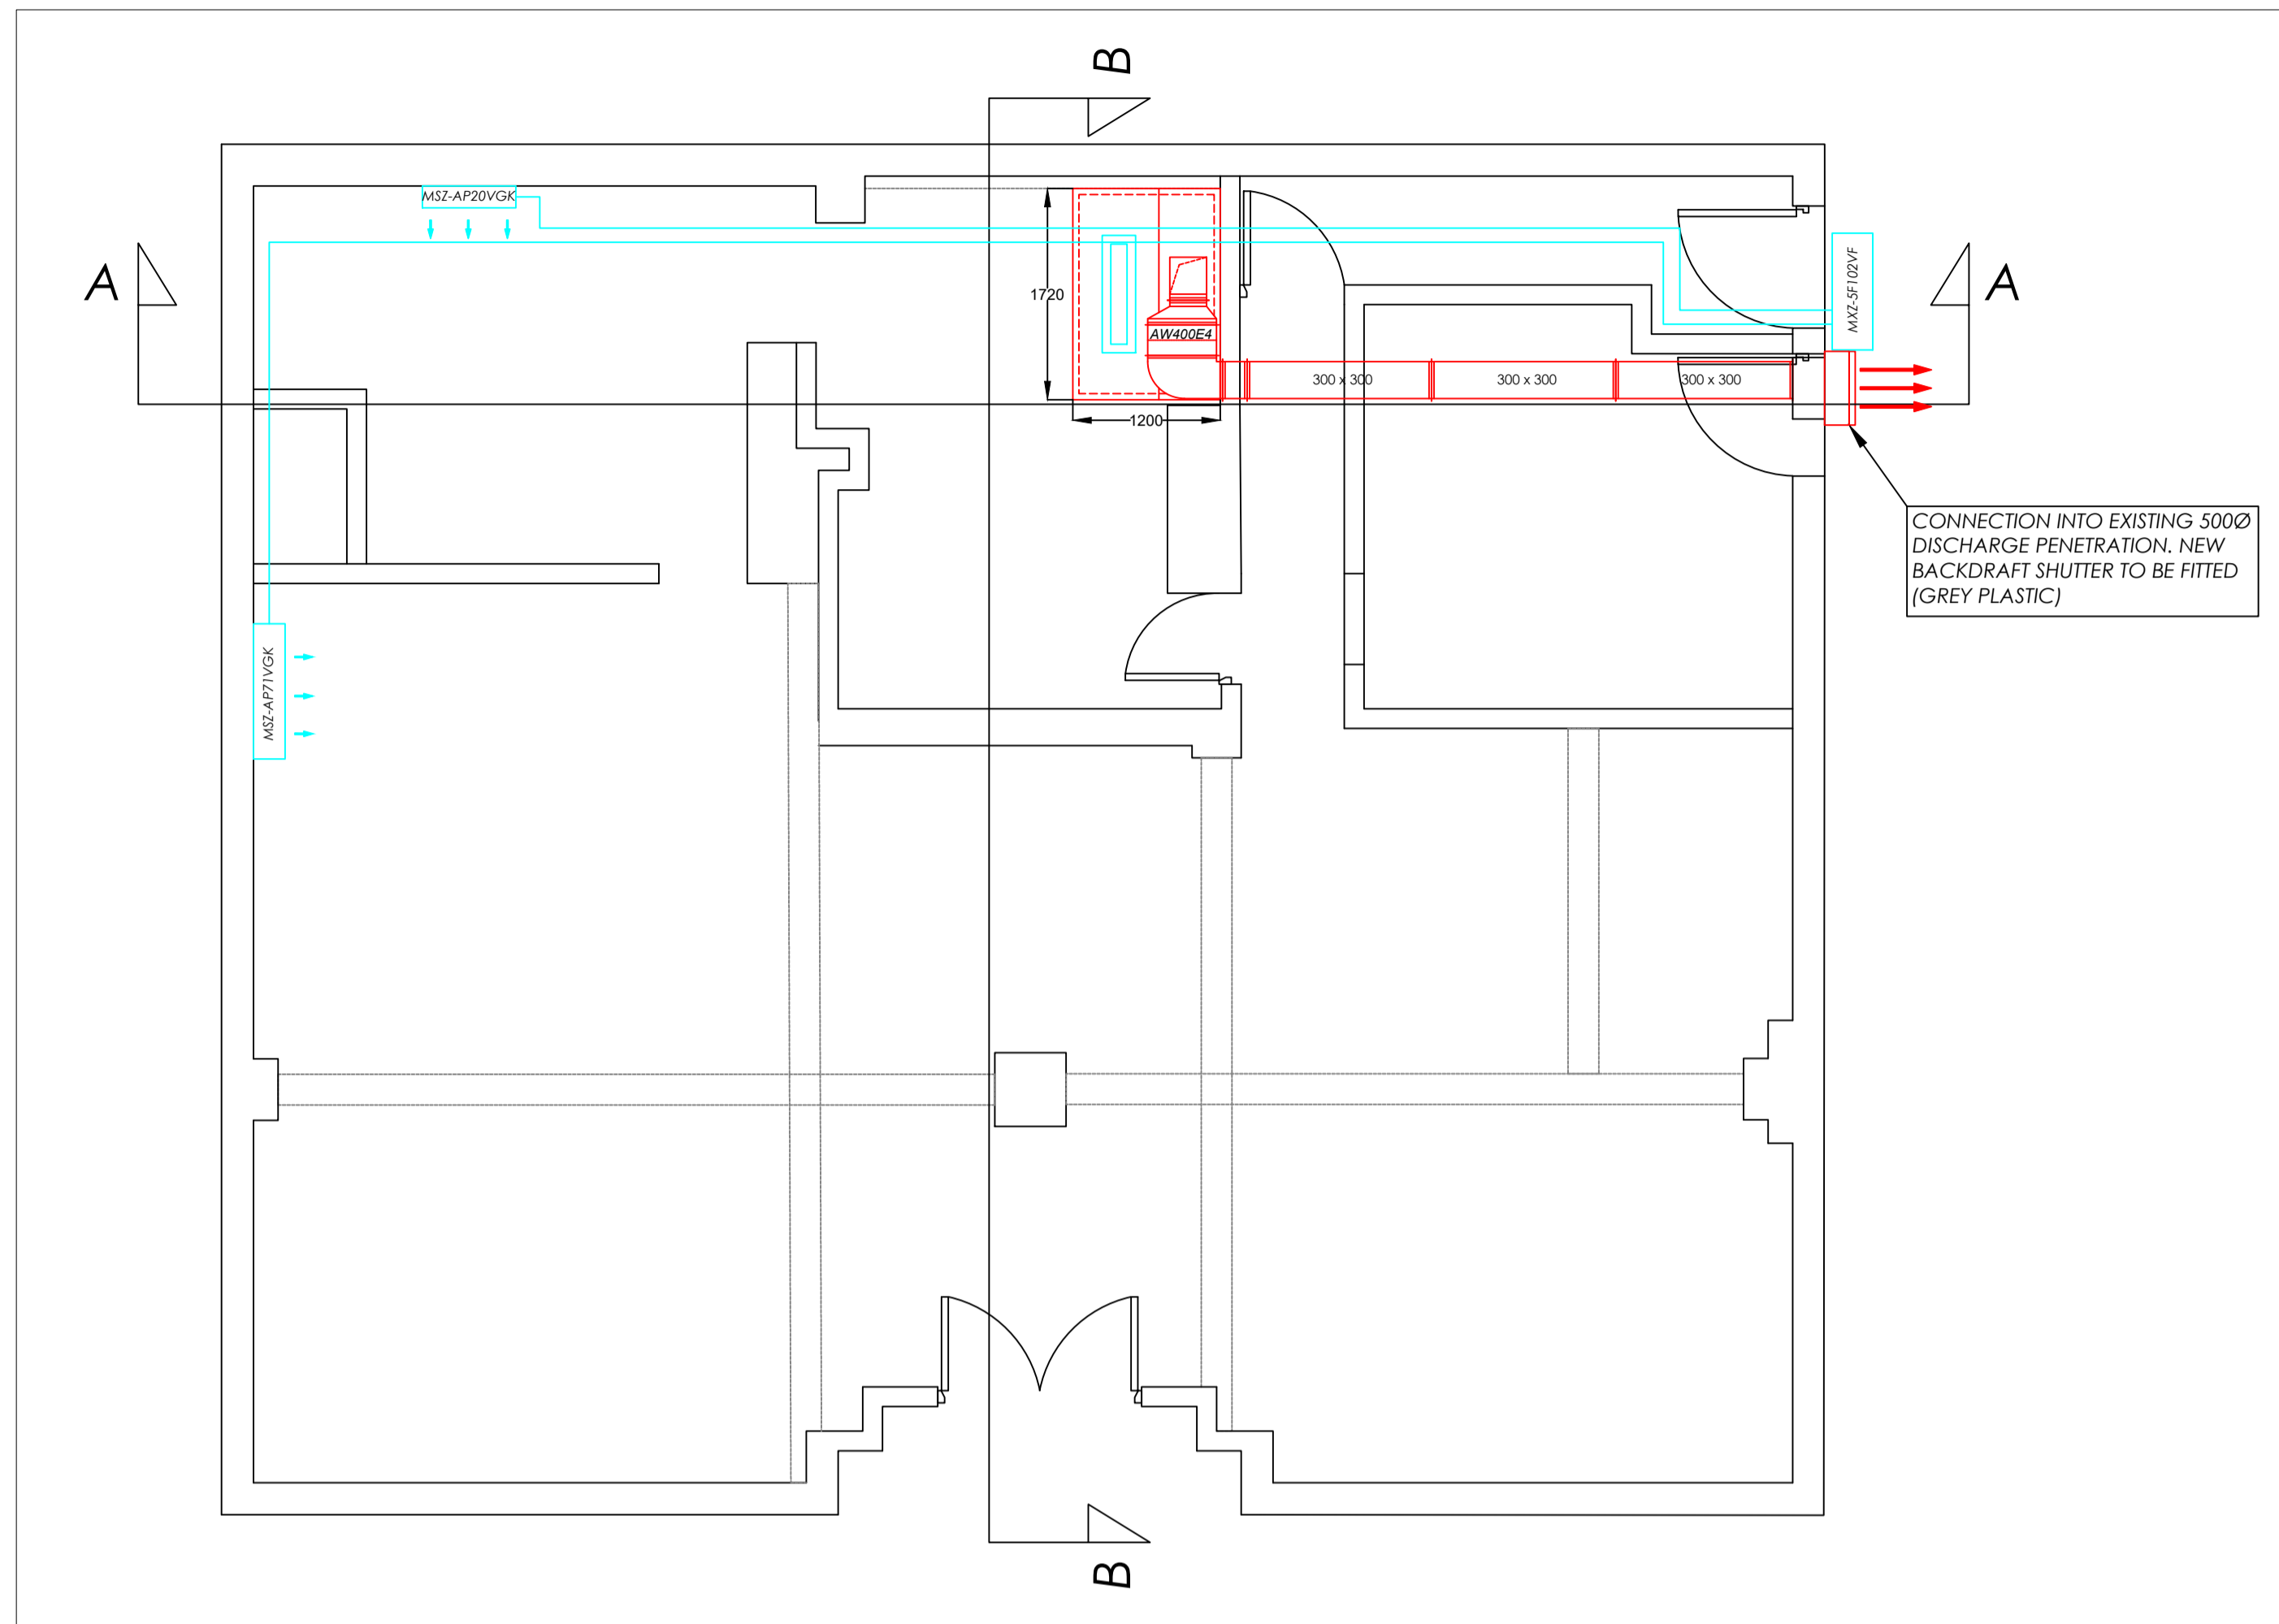 B
MSZ-AP20VGK
A
1720
AW400E4
MXZ-5F102VF
A
300 x 300
300 x 300
300 x 300
1200
CONNECTION INTO EXISTING 500Ø
DISCHARGE PENETRATION. NEW
BACKDRAFT SHUTTER TO BE FITTED
(GREY PLASTIC)
MSZ-AP71VGK
B